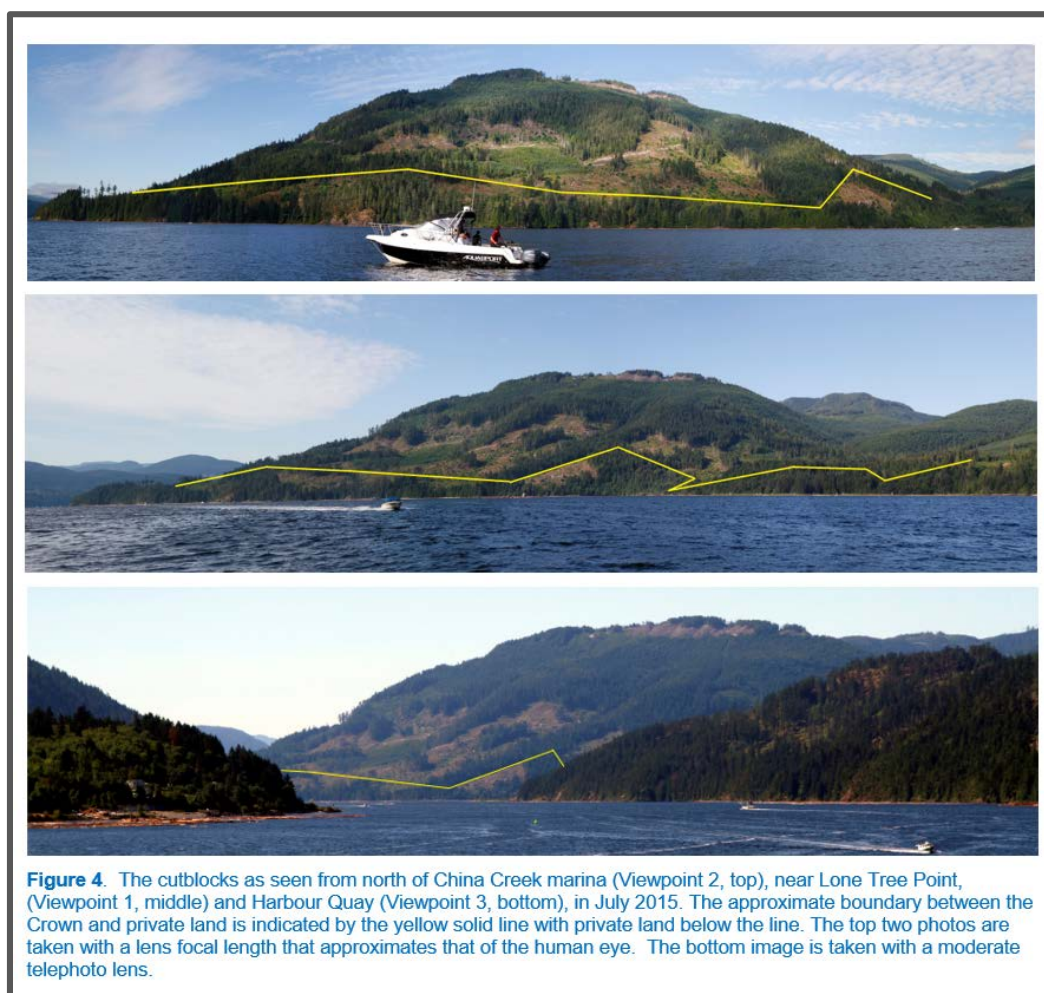 AQUASPORT
Figure 4.  The cutblocks as seen from north of China Creek marina (Viewpoint 2, top), near Lone Tree Point,
(Viewpoint 1, middle) and Harbour Quay (Viewpoint 3, bottom), in July 2015. The approximate boundary between the
Crown and private land is indicated by the yellow solid line with private land below the line. The top two photos are
taken with a lens focal length that approximates that of the human eye.  The bottom image is taken with a moderate
telephoto lens.